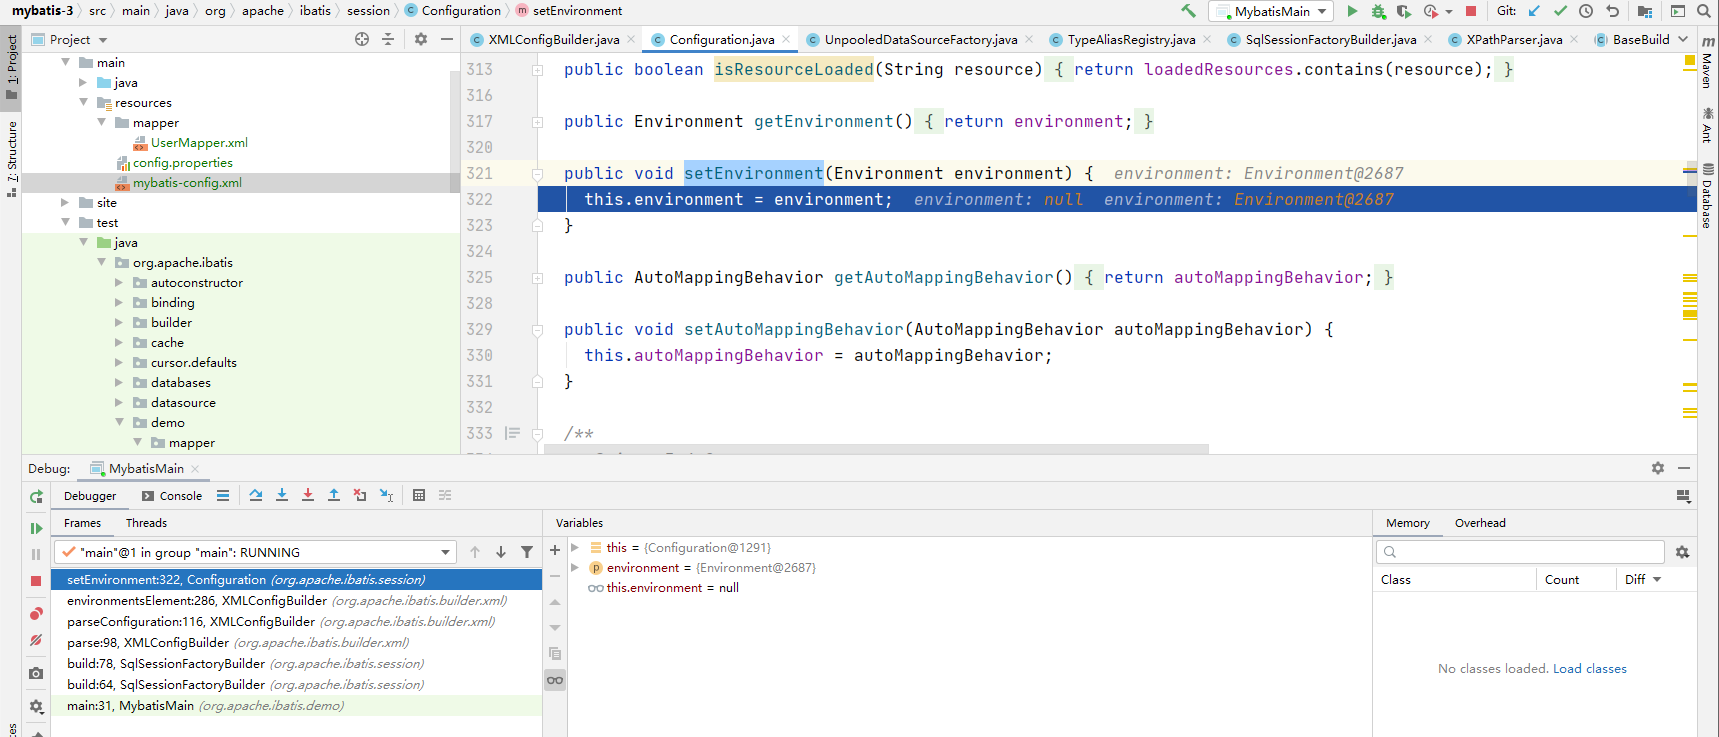 mybatis-3 > src > main > java > org > apache > ibatis > session > Configuration > setEnvironment
MybatisMain
Git:
Project
XMLConfigBuilder.java
Configuration.java
UnpooledDataSourceFactory.java
TypeAliasRegistry.java
SqlSessionFactoryBuilder.java
XPathParser.java
BaseBuild
1: Project
7: Structure
main
java
resources
mapper
UserMapper.xml
config.properties
mybatis-config.xml
site
test
java
org.apache.ibatis
autoconstructor
binding
builder
cache
cursor.defaults
databases
datasource
demo
mapper
313 public boolean isResourceLoaded(String resource) { return loadedResources.contains(resource); }
316
317 public Environment getEnvironment() { return environment; }
320
321 public void setEnvironment(Environment environment) { environment: Environment@2687
322 this.environment = environment; environment: null environment: Environment@2687
323 }
324
325 public AutoMappingBehavior getAutoMappingBehavior() { return autoMappingBehavior; }
328
329 public void setAutoMappingBehavior(AutoMappingBehavior autoMappingBehavior) {
330 this.autoMappingBehavior = autoMappingBehavior;
331 }
332
333 /**
Maven
Ant
Database
Debug: MybatisMain
Debugger Console
Frames Threads
"main"@1 in group "main": RUNNING
setEnvironment:322, Configuration (org.apache.ibatis.session)
environmentsElement:286, XMLConfigBuilder (org.apache.ibatis.builder.xml)
parseConfiguration:116, XMLConfigBuilder (org.apache.ibatis.builder.xml)
parse:98, XMLConfigBuilder (org.apache.ibatis.builder.xml)
build:78, SqlSessionFactoryBuilder (org.apache.ibatis.session)
build:64, SqlSessionFactoryBuilder (org.apache.ibatis.session)
main:31, MybatisMain (org.apache.ibatis.demo)
Variables
this = {Configuration@1291}
environment = {Environment@2687}
this.environment = null
Memory Overhead
Class Count Diff
No classes loaded. Load classes